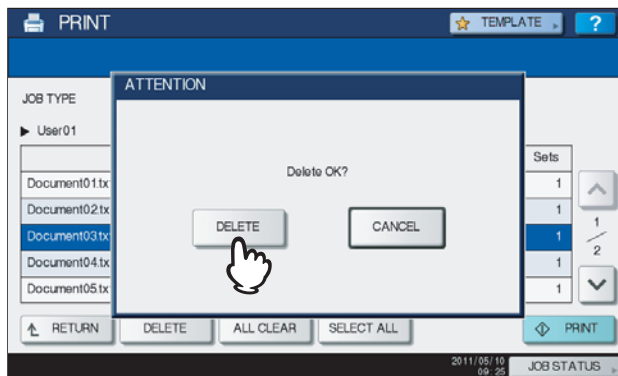 PRINT
TEMPLATE
?
ATTENTION
JOB TYPE
User01
Delete OK?
Sets
Document01.tx 1
Document02.tx 1
DELETE CANCEL
Document03.tx 1
1
2
Document04.tx 1
Document05.tx 1
RETURN DELETE ALL CLEAR SELECT ALL PRINT
2011/05/10
09:25
JOB STATUS